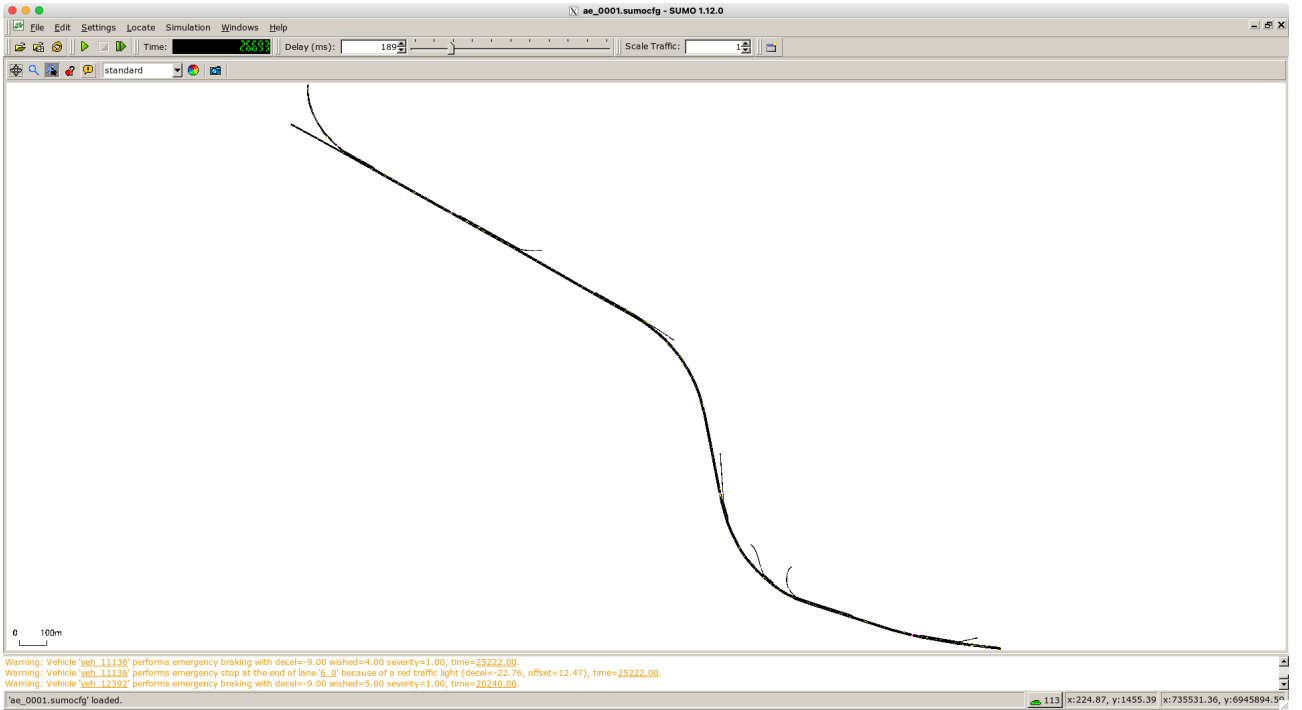 ae_0001.sumocfg - SUMO 1.12.0
File Edit Settings Locate Simulation Windows Help
Time: 26693 Delay (ms): 189 Scale Traffic: 1
standard
0 100m
Warning: Vehicle 'veh_11136' performs emergency braking with decel=-9.00 wished=4.00 severity=1.00, time=25222.00.
Warning: Vehicle 'veh_11136' performs emergency stop at the end of lane '6_0' because of a red traffic light (decel=-22.76, offset=12.47), time=25222.00.
Warning: Vehicle 'veh_12392' performs emergency braking with decel=-9.00 wished=5.00 severity=1.00, time=26240.00.
'ae_0001.sumocfg' loaded. 113 x:224.87, y:1455.39 x:735531.36, y:6945894.59